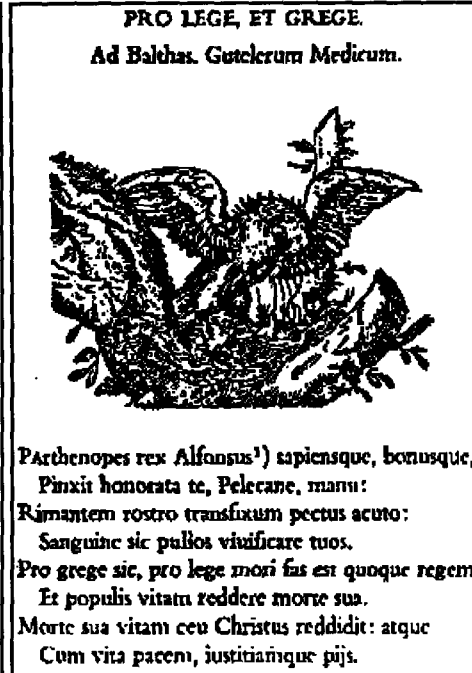 PRO LEGE, ET GREGE.
Ad Balthas. Gutelerum Medicum.
PArthenopes rex Alfonsus¹) sapiensque, bonusque,
Pinxit honorata te, Pelecane, manu:
Rimantem rostro transfixum pectus acuto:
Sanguine sic pullos viuificare tuos.
Pro grege sic, pro lege mori fas est quoque regem
Et populis vitam reddere morte sua.
Morte sua vitam ceu Christus reddidit: atque
Cum vita pacem, iustitiamque pijs.